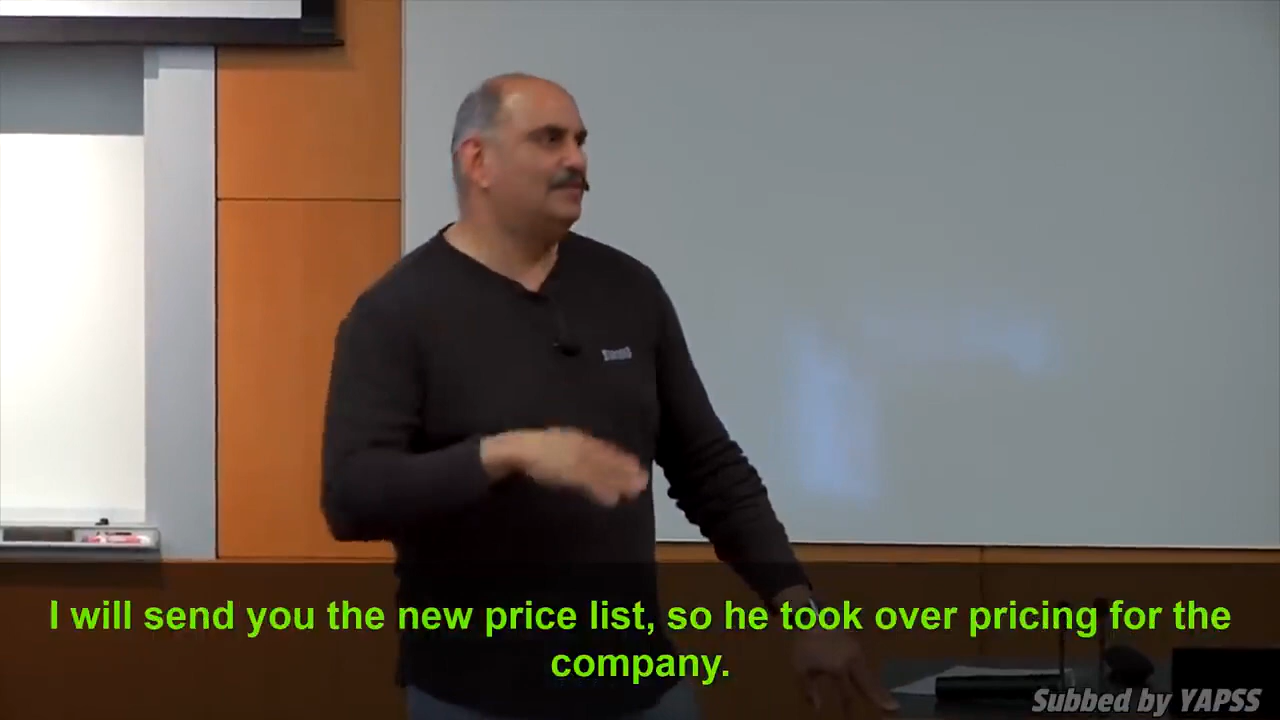 I will send you the new price list, so he took over pricing for the
company.
Subbed by YAPSS